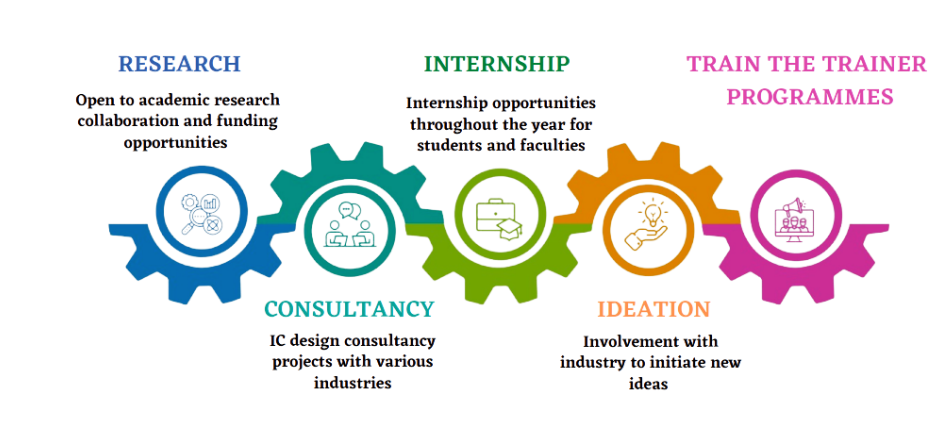 RESEARCH
Open to academic research
collaboration and funding
opportunities
CONSULTANCY
IC design consultancy
projects with various
industries
INTERNSHIP
Internship opportunities
throughout the year for
students and faculties
IDEATION
Involvement with
industry to initiate new
ideas
TRAIN THE TRAINER
PROGRAMMES